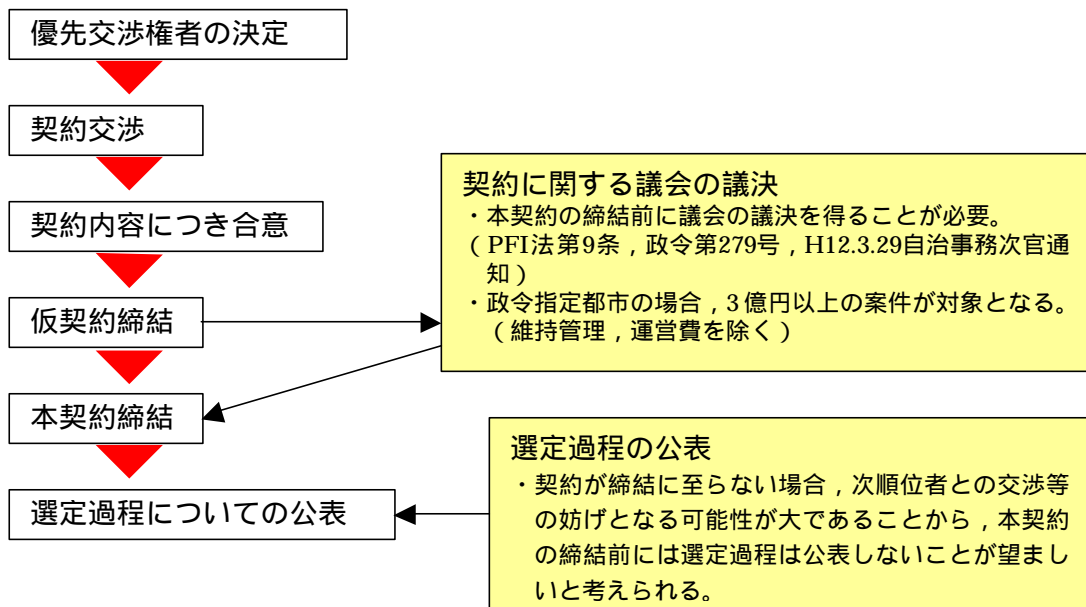 優先交渉権者の決定
契約交渉
契約内容につき合意
仮契約締結
本契約締結
選定過程についての公表
契約に関する議会の議決
・本契約の締結前に議会の議決を得ることが必要。
（PFI法第9条，政令第279号，H12.3.29自治事務次官通
知）
・政令指定都市の場合，3億円以上の案件が対象となる。
（維持管理，運営費を除く）
選定過程の公表
・契約が締結に至らない場合，次順位者との交渉等
の妨げとなる可能性が大であることから，本契約
の締結前には選定過程は公表しないことが望まし
いと考えられる。